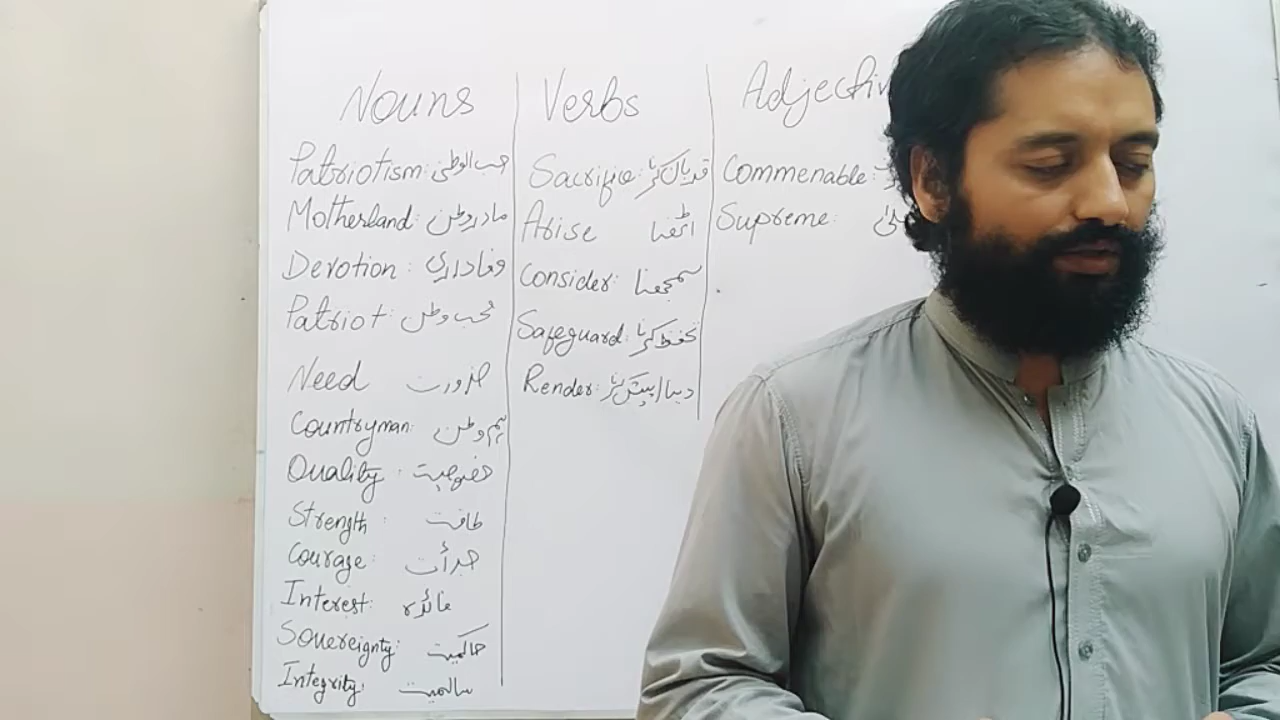 Nouns
Patriotism: حب الوطنی
Motherland: مادر وطن
Devotion: وفاداری
Patriot: محب وطن
Need ضرورت
Countryman: ہم وطن
Quality: خصوصیت
Strength: طاقت
Courage: جرأت
Interest: فائدہ
Sovereignty: حاکمیت
Integrity: سالمیت
Verbs
Sacrifice: قربان کرنا
Arise اٹھنا
Consider: سمجھنا
Safeguard: تحفظ کرنا
Render: دینا/پیش کرنا
Adjectiv
Commenable:
Supreme: